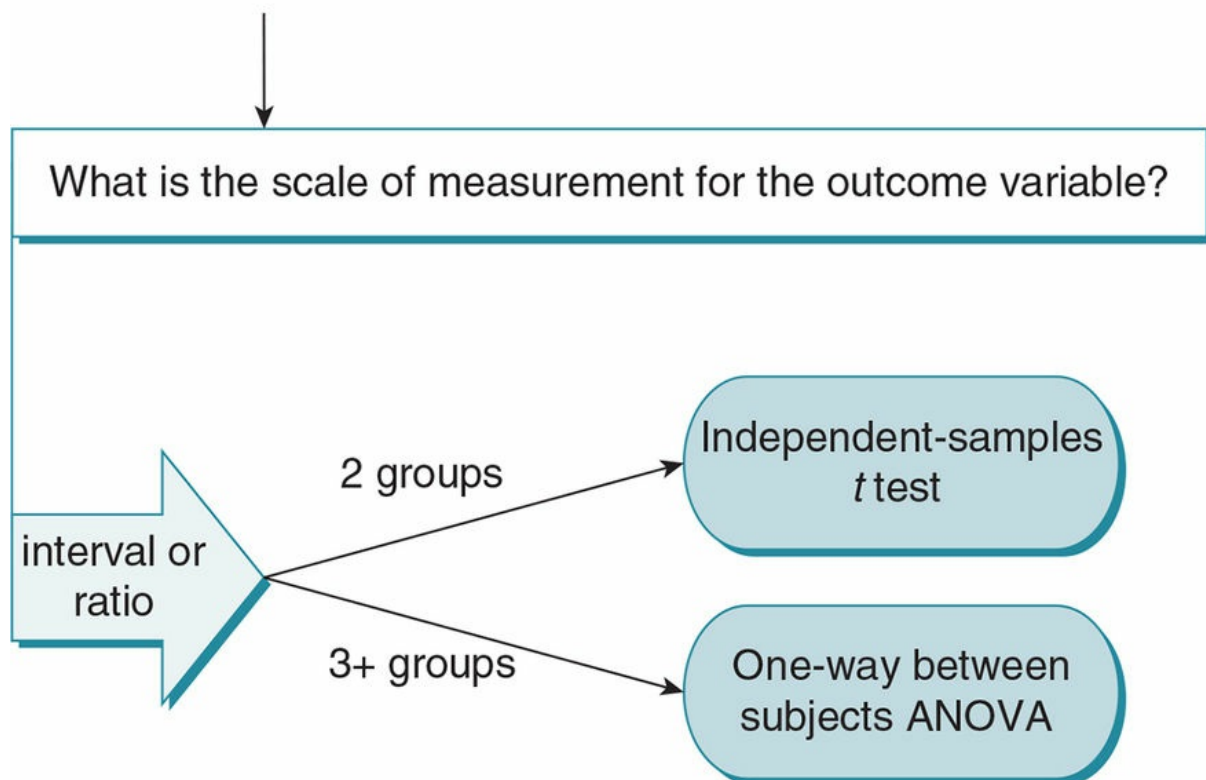 What is the scale of measurement for the outcome variable?
2 groups
Independent-samples
t test
interval or
ratio
3+ groups
One-way between
subjects ANOVA